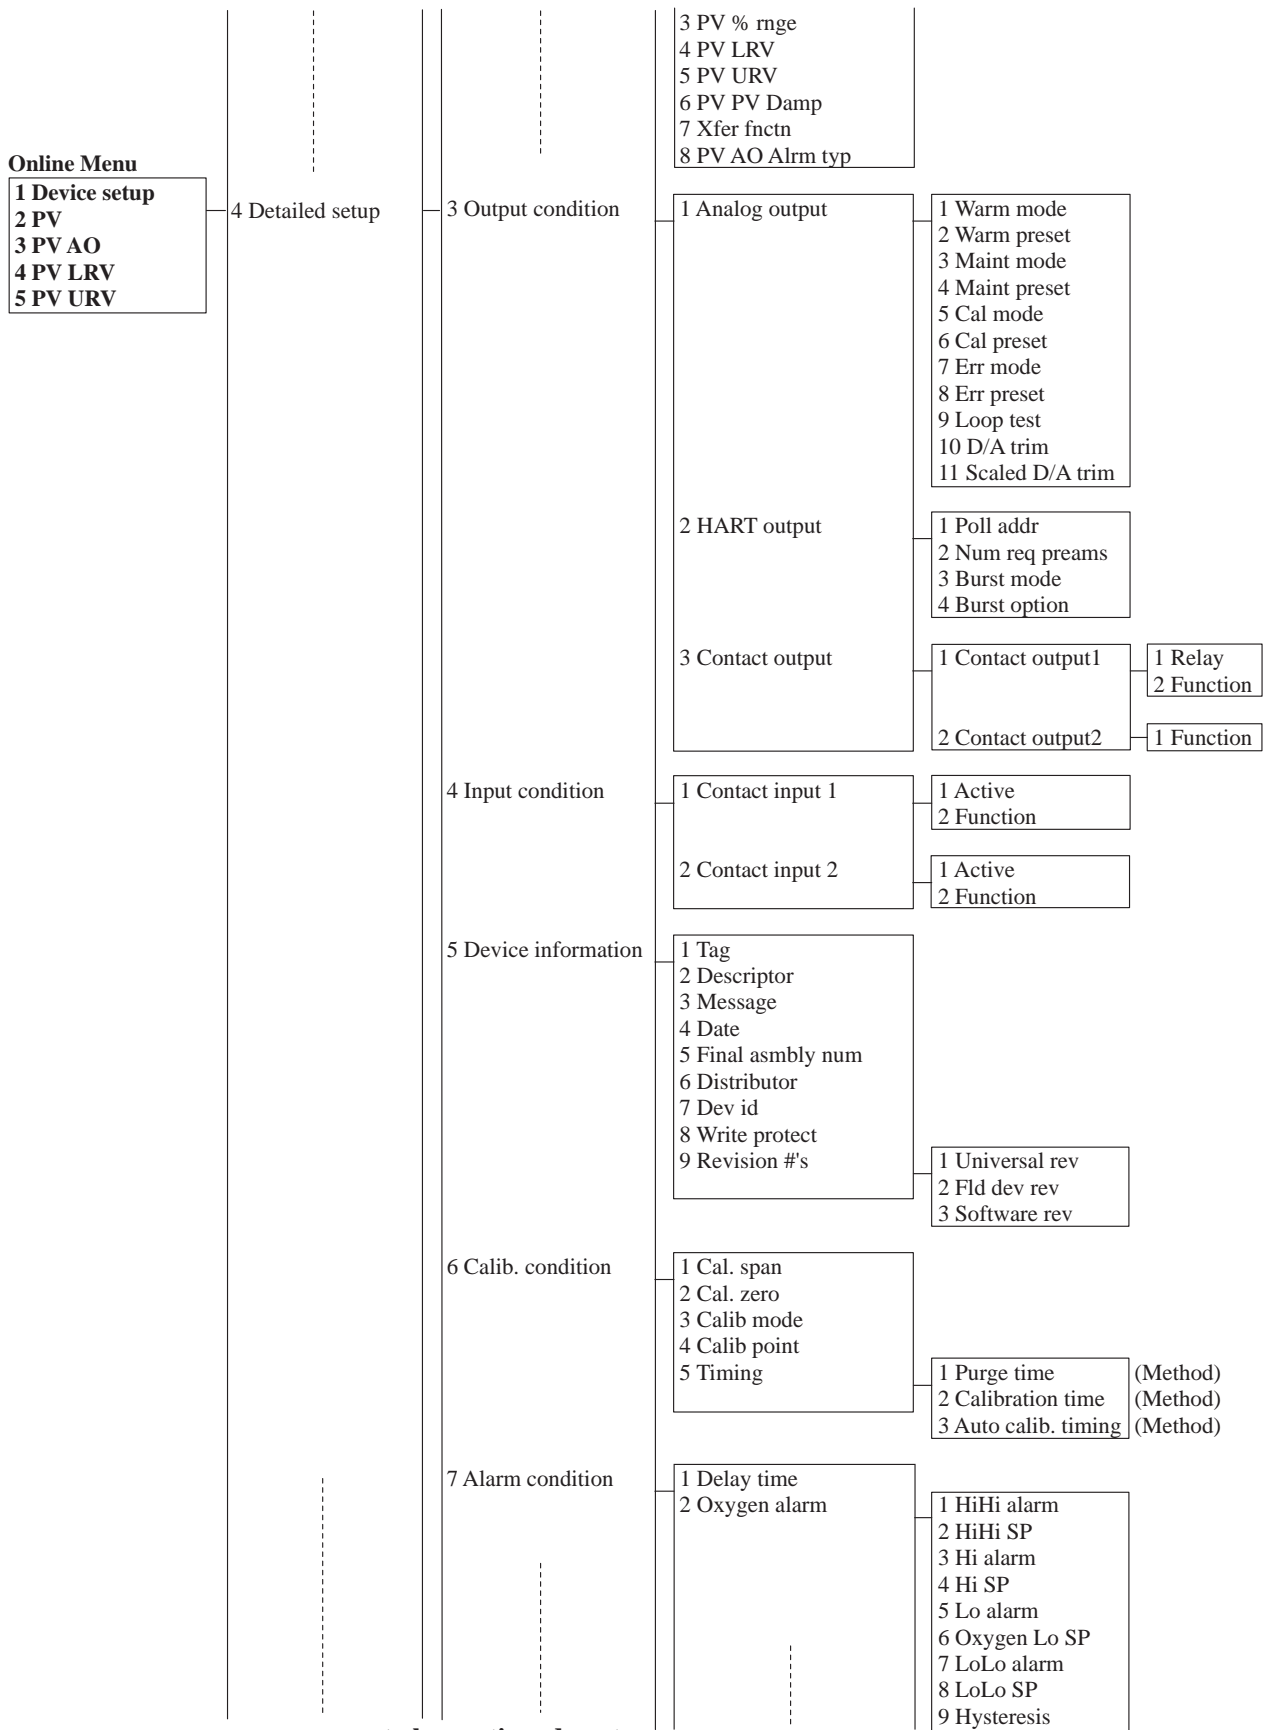 3 PV % rnge
4 PV LRV
5 PV URV
6 PV PV Damp
7 Xfer fnctn
8 PV AO Alrm typ
Online Menu
1 Device setup
2 PV
3 PV AO
4 PV LRV
5 PV URV
4 Detailed setup
3 Output condition
1 Analog output
1 Warm mode
2 Warm preset
3 Maint mode
4 Maint preset
5 Cal mode
6 Cal preset
7 Err mode
8 Err preset
9 Loop test
10 D/A trim
11 Scaled D/A trim
2 HART output
1 Poll addr
2 Num req preams
3 Burst mode
4 Burst option
3 Contact output
1 Contact output1
1 Relay
2 Function
2 Contact output2
1 Function
4 Input condition
1 Contact input 1
1 Active
2 Function
2 Contact input 2
1 Active
2 Function
5 Device information
1 Tag
2 Descriptor
3 Message
4 Date
5 Final asmbly num
6 Distributor
7 Dev id
8 Write protect
9 Revision #'s
1 Universal rev
2 Fld dev rev
3 Software rev
6 Calib. condition
1 Cal. span
2 Cal. zero
3 Calib mode
4 Calib point
5 Timing
1 Purge time (Method)
2 Calibration time (Method)
3 Auto calib. timing (Method)
7 Alarm condition
1 Delay time
2 Oxygen alarm
1 HiHi alarm
2 HiHi SP
3 Hi alarm
4 Hi SP
5 Lo alarm
6 Oxygen Lo SP
7 LoLo alarm
8 LoLo SP
9 Hysteresis